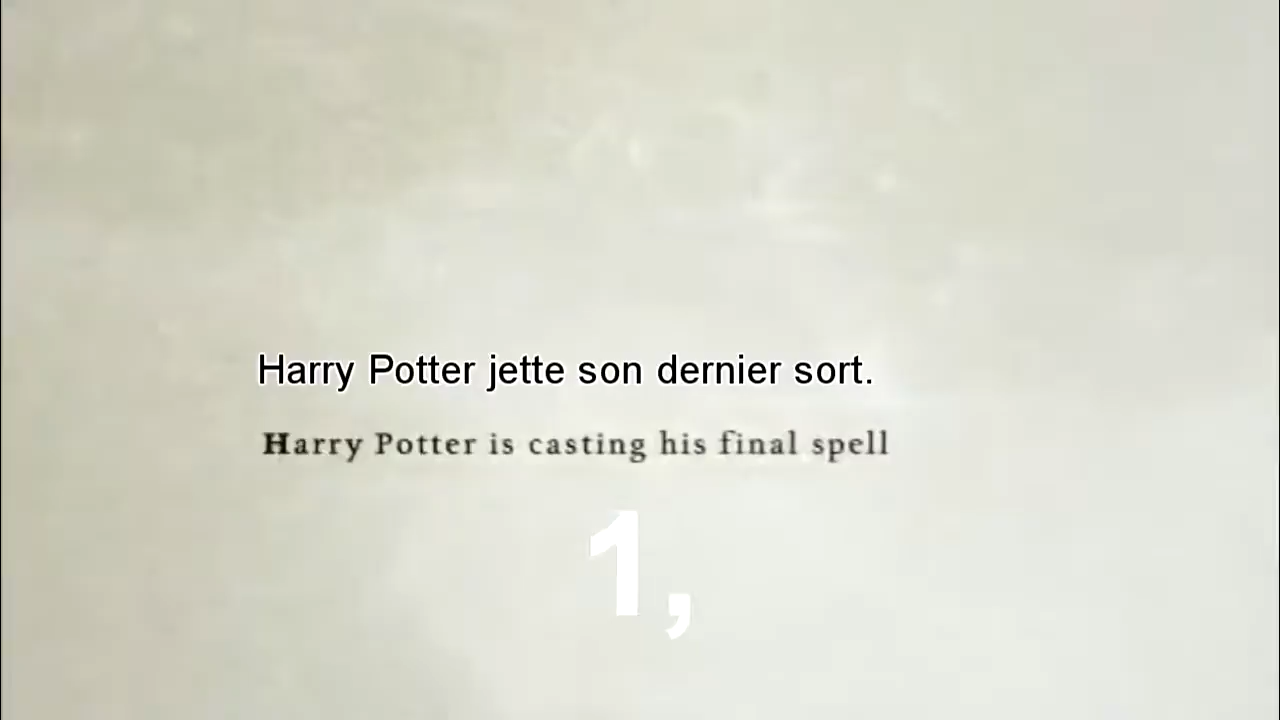 Harry Potter jette son dernier sort.
Harry Potter is casting his final spell
1,